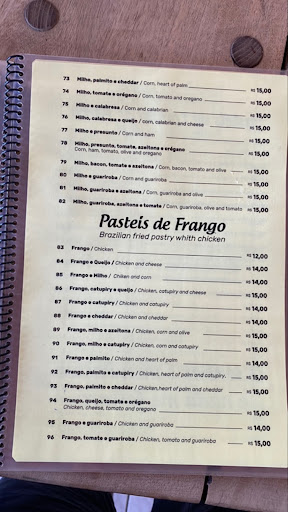 73 Milho, palmito e cheddar / Corn, heart of palm R$ 15,00
74 Milho, tomate e orégano / Corn, tomato and oregano R$ 15,00
75 Milho e calabresa / Corn and calabrian R$ 15,00
76 Milho, calabresa e queijo / corn, calabrian and cheese R$ 15,00
77 Milho e presunto / Corn and ham R$ 15,00
78 Milho, presunto, tomate, azeitona e orégano R$ 15,00
Corn, ham, tomato, olive and oregano
79 Milho, bacon, tomate e azeitona / Corn, bacon, tomato and olive R$ 15,00
80 Milho e guariroba / Corn and guariroba R$ 15,00
81 Milho, guariroba e azeitona / Corn, guariroba and olive R$ 15,00
82 Milho, guariroba, azeitona e tomate / Corn, guariroba, olive and tomato R$ 15,00
Pasteis de Frango
Brazilian fried pastry whith chicken
83 Frango / Chicken R$ 12,00
84 Frango e Queijo / Chicken and cheese R$ 14,00
85 Frango e Milho / Chiken and corn R$ 14,00
86 Frango, catupiry e queijo / Chicken, catupiry and cheese R$ 15,00
87 Frango e catupiry / Chicken and catupiry R$ 14,00
88 Frango e cheddar / Chicken and cheddar R$ 14,00
89 Frango, milho e azeitona / Chicken, corn and olive R$ 15,00
90 Frango, milho e catupiry / Chicken, corn and catupiry R$ 15,00
91 Frango e palmito / Chicken and heart of palm R$ 14,00
92 Frango, palmito e catupiry / Chicken, heart of palm and catupiry. R$ 15,00
93 Frango, palmito e cheddar / Chicken,heart of palm and cheddar R$ 15,00
94 Frango, queijo, tomate e orégano
Chicken, cheese, tomato and oregano R$ 15,00
95 Frango e guariroba / Chicken and guariroba R$ 14,00
96 Frango, tomate e guariroba / Chicken, tomato and guariroba R$ 15,00